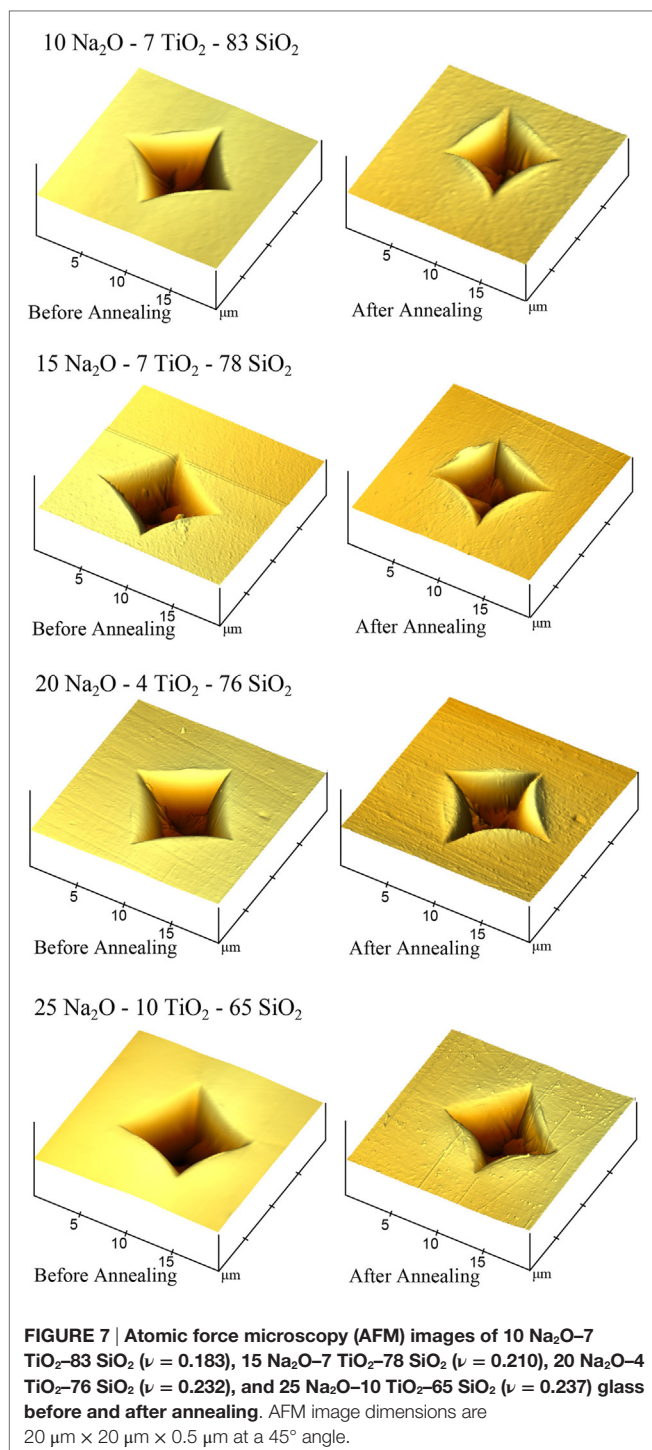 10 Na₂O - 7 TiO₂ - 83 SiO₂
5 10 15 μm 5 10 15 μm
Before Annealing After Annealing
15 Na₂O - 7 TiO₂ - 78 SiO₂
5 10 15 μm 5 10 15 μm
Before Annealing After Annealing
20 Na₂O - 4 TiO₂ - 76 SiO₂
5 10 15 μm 5 10 15 μm
Before Annealing After Annealing
25 Na₂O - 10 TiO₂ - 65 SiO₂
5 10 15 μm 5 10 15 μm
Before Annealing After Annealing
FIGURE 7 | Atomic force microscopy (AFM) images of 10 Na₂O–7
TiO₂–83 SiO₂ (ν = 0.183), 15 Na₂O–7 TiO₂–78 SiO₂ (ν = 0.210), 20 Na₂O–4
TiO₂–76 SiO₂ (ν = 0.232), and 25 Na₂O–10 TiO₂–65 SiO₂ (ν = 0.237) glass
before and after annealing. AFM image dimensions are
20 μm × 20 μm × 0.5 μm at a 45° angle.